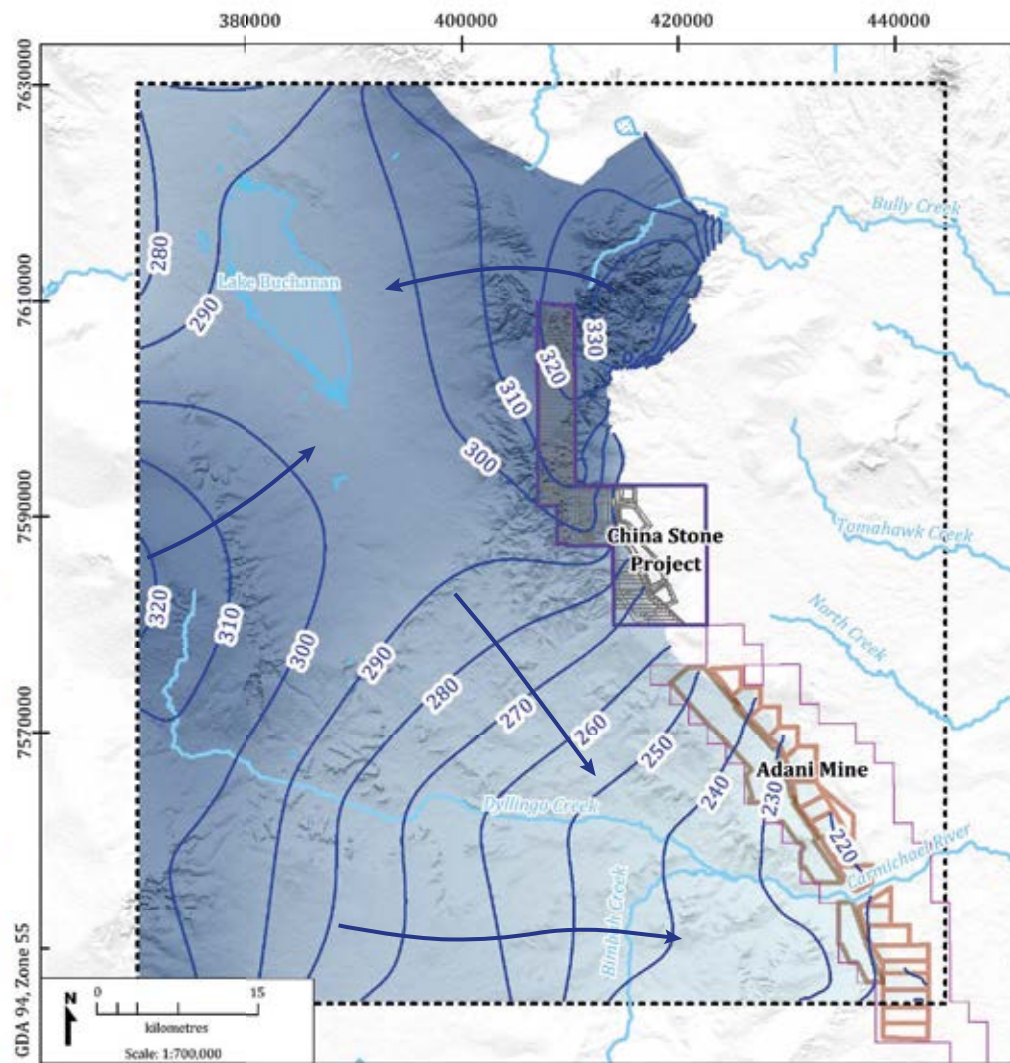 380000
400000
420000
440000
7630000
7610000
7590000
7570000
7550000
GDA 94, Zone 55
Bully Creek
280
Lake Buchanan
290
330
320
310
300
Tomahawk Creek
China Stone
Project
North Creek
320
310
300
290
280
270
260
250
240
Adani Mine
230
220
Dyllingo Creek
Carmichael River
Bimbah Creek
N
0
15
kilometres
Scale: 1:700,000